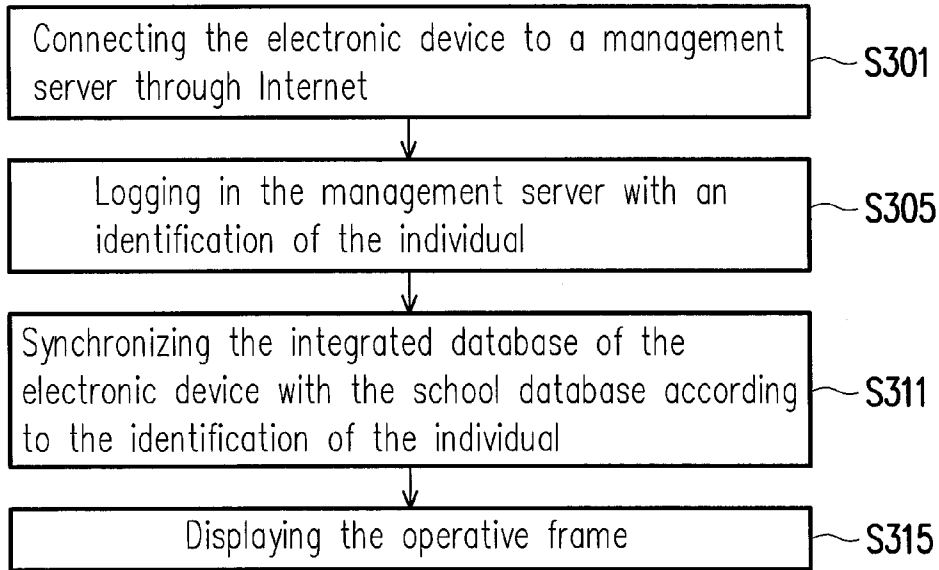 Connecting the electronic device to a management
server through Internet
S301
Logging in the management server with an
identification of the individual
S305
Synchronizing the integrated database of the
electronic device with the school database according
to the identification of the individual
S311
Displaying the operative frame
S315